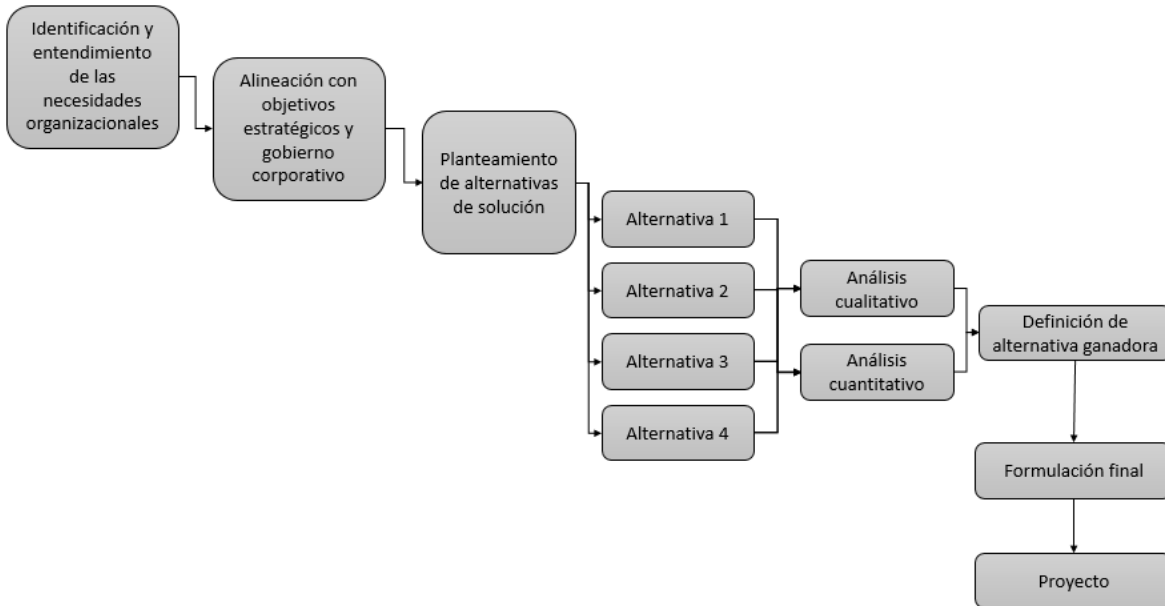 Identificación y
entendimiento
de las
necesidades
organizacionales
Alineación con
objetivos
estratégicos y
gobierno
corporativo
Planteamiento
de alternativas
de solución
Alternativa 1
Alternativa 2
Alternativa 3
Alternativa 4
Análisis
cualitativo
Análisis
cuantitativo
Definición de
alternativa ganadora
Formulación final
Proyecto